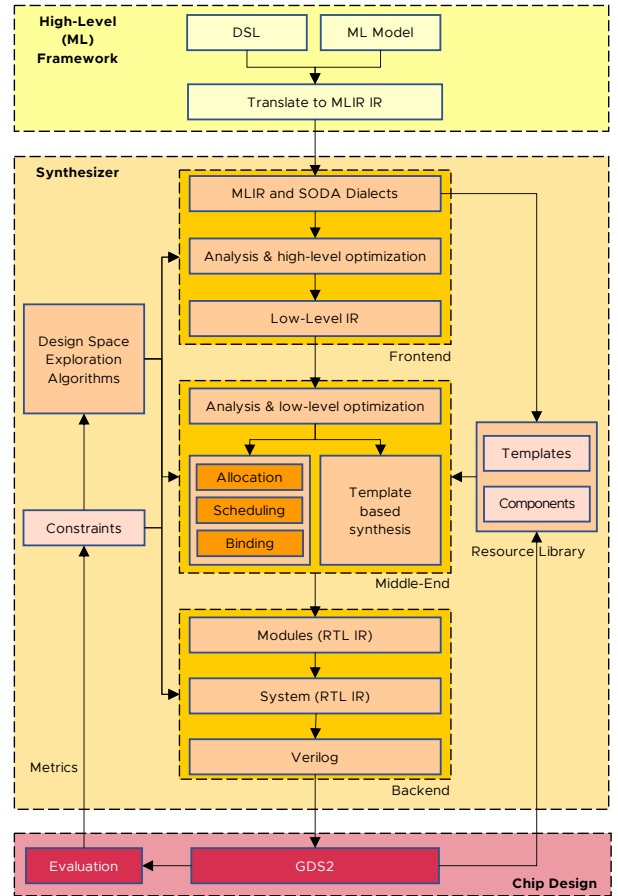 High-Level
(ML)
Framework
DSL
ML Model
Translate to MLIR IR
Synthesizer
MLIR and SODA Dialects
Analysis & high-level optimization
Low-Level IR
Frontend
Design Space
Exploration
Algorithms
Analysis & low-level optimization
Allocation
Scheduling
Binding
Template
based
synthesis
Templates
Components
Resource Library
Constraints
Middle-End
Modules (RTL IR)
System (RTL IR)
Verilog
Backend
Metrics
Evaluation
GDS2
Chip Design